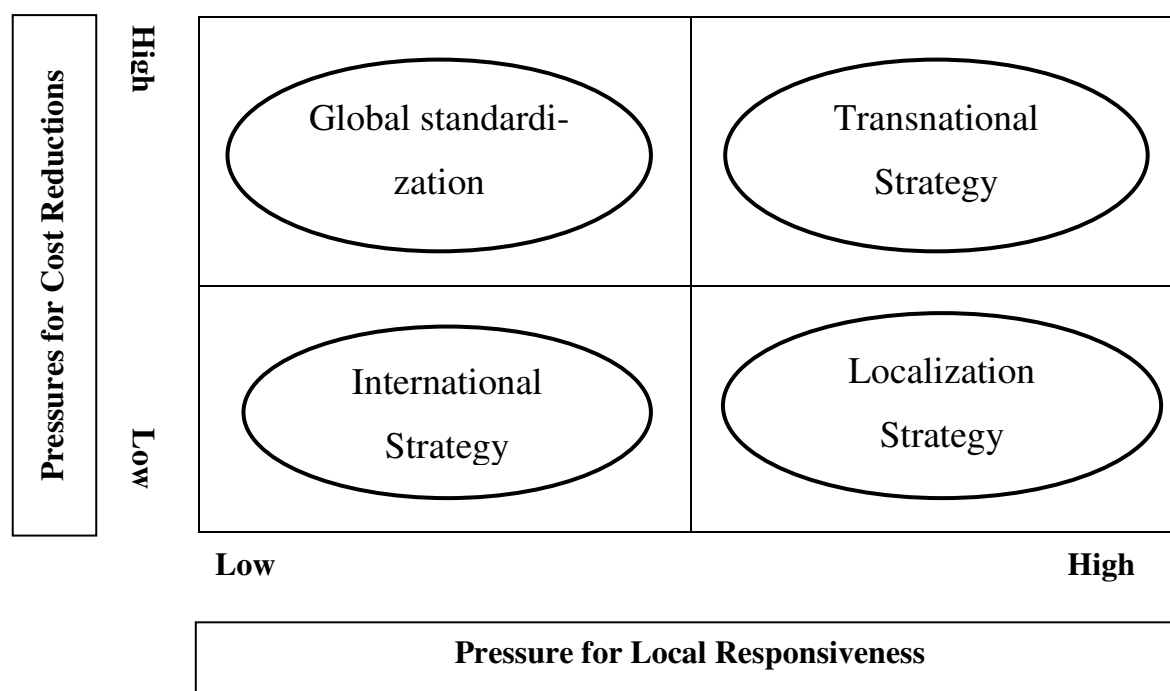 Pressures for Cost Reductions
High
Low
Global standardi-
zation
Transnational
Strategy
International
Strategy
Localization
Strategy
Low
High
Pressure for Local Responsiveness